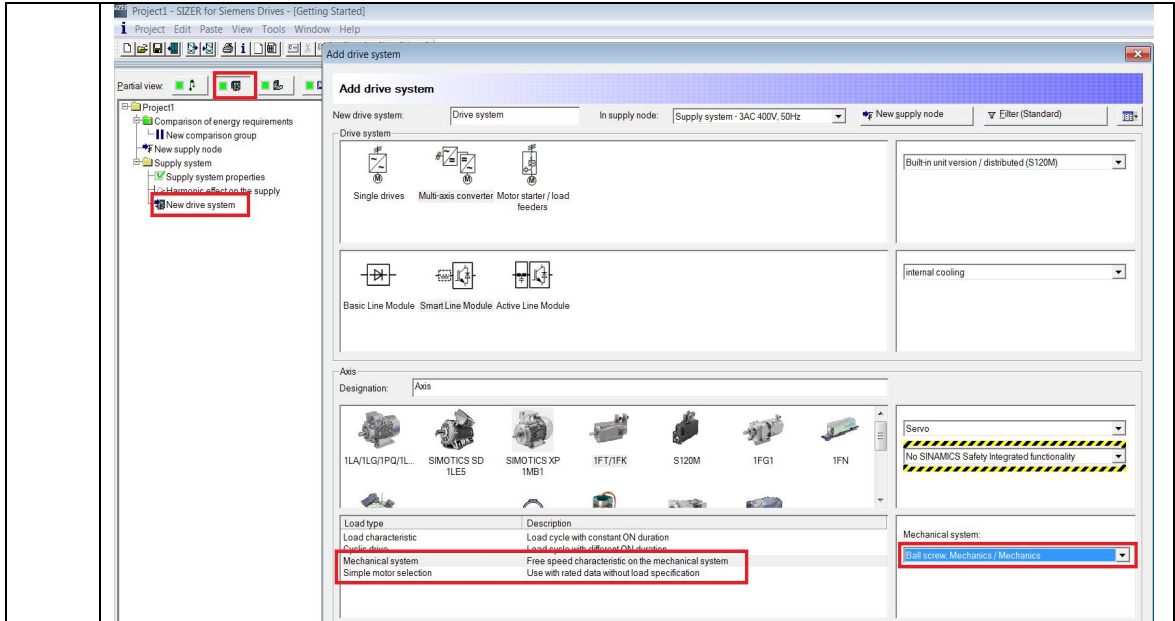 Project1 - SIZER for Siemens Drives - [Getting Started]
Project Edit Paste View Tools Window Help
Add drive system
Partial view:
Add drive system
New drive system: Drive system In supply node: Supply system - 3AC 400V, 50Hz New supply node Filter (Standard)
Project1
Comparison of energy requirements
New comparison group
New supply node
Supply system
Supply system properties
Harmonic effect on the supply
New drive system
Drive system
Built-in unit version / distributed (S120M)
Single drives Multi-axis converter Motor starter / load
feeders
internal cooling
Basic Line Module Smart Line Module Active Line Module
Axis
Designation: Axis
Servo
No SINAMICS Safety Integrated functionality
1LA/1LG/1PQ/1L... SIMOTICS SD SIMOTICS XP 1FT/1FK S120M 1FG1 1FN
1LE5 1MB1
Load type Description
Load characteristic Load cycle with constant ON duration
Cyclic drive Load cycle with different ON duration
Mechanical system Free speed characteristic on the mechanical system
Simple motor selection Use with rated data without load specification
Mechanical system:
Ball screw, Mechanics / Mechanics